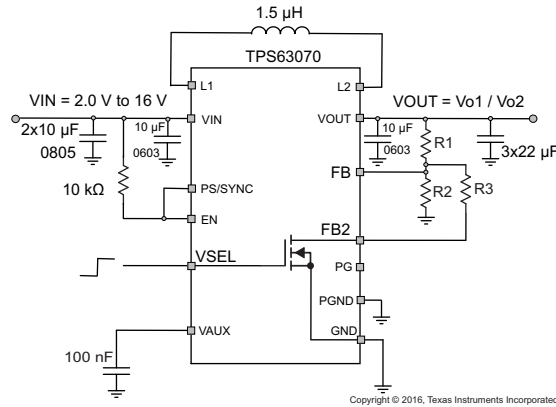 1.5 µH
TPS63070
L1
L2
VIN = 2.0 V to 16 V
VIN
VOUT
VOUT = Vo1 / Vo2
2x10 µF
0805
10 µF
0603
10 µF
0603
R1
3x22 µF
FB
R2
R3
10 kΩ
PS/SYNC
EN
FB2
VSEL
PG
PGND
VAUX
GND
100 nF
Copyright © 2016, Texas Instruments Incorporated